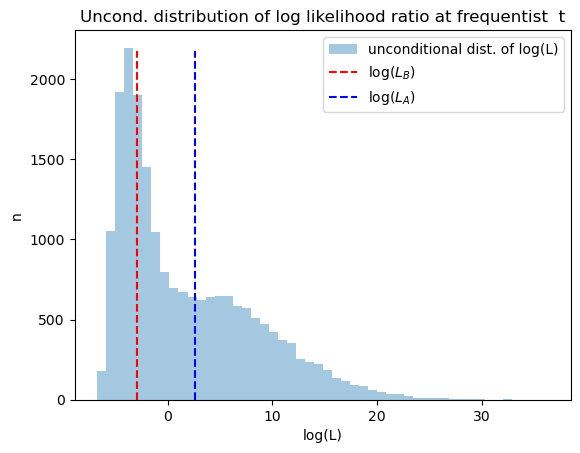 Uncond. distribution of log likelihood ratio at frequentist  t
unconditional dist. of log(L)
log(L_B)
log(L_A)
n
2000
1500
1000
500
0
0 10 20 30
log(L)